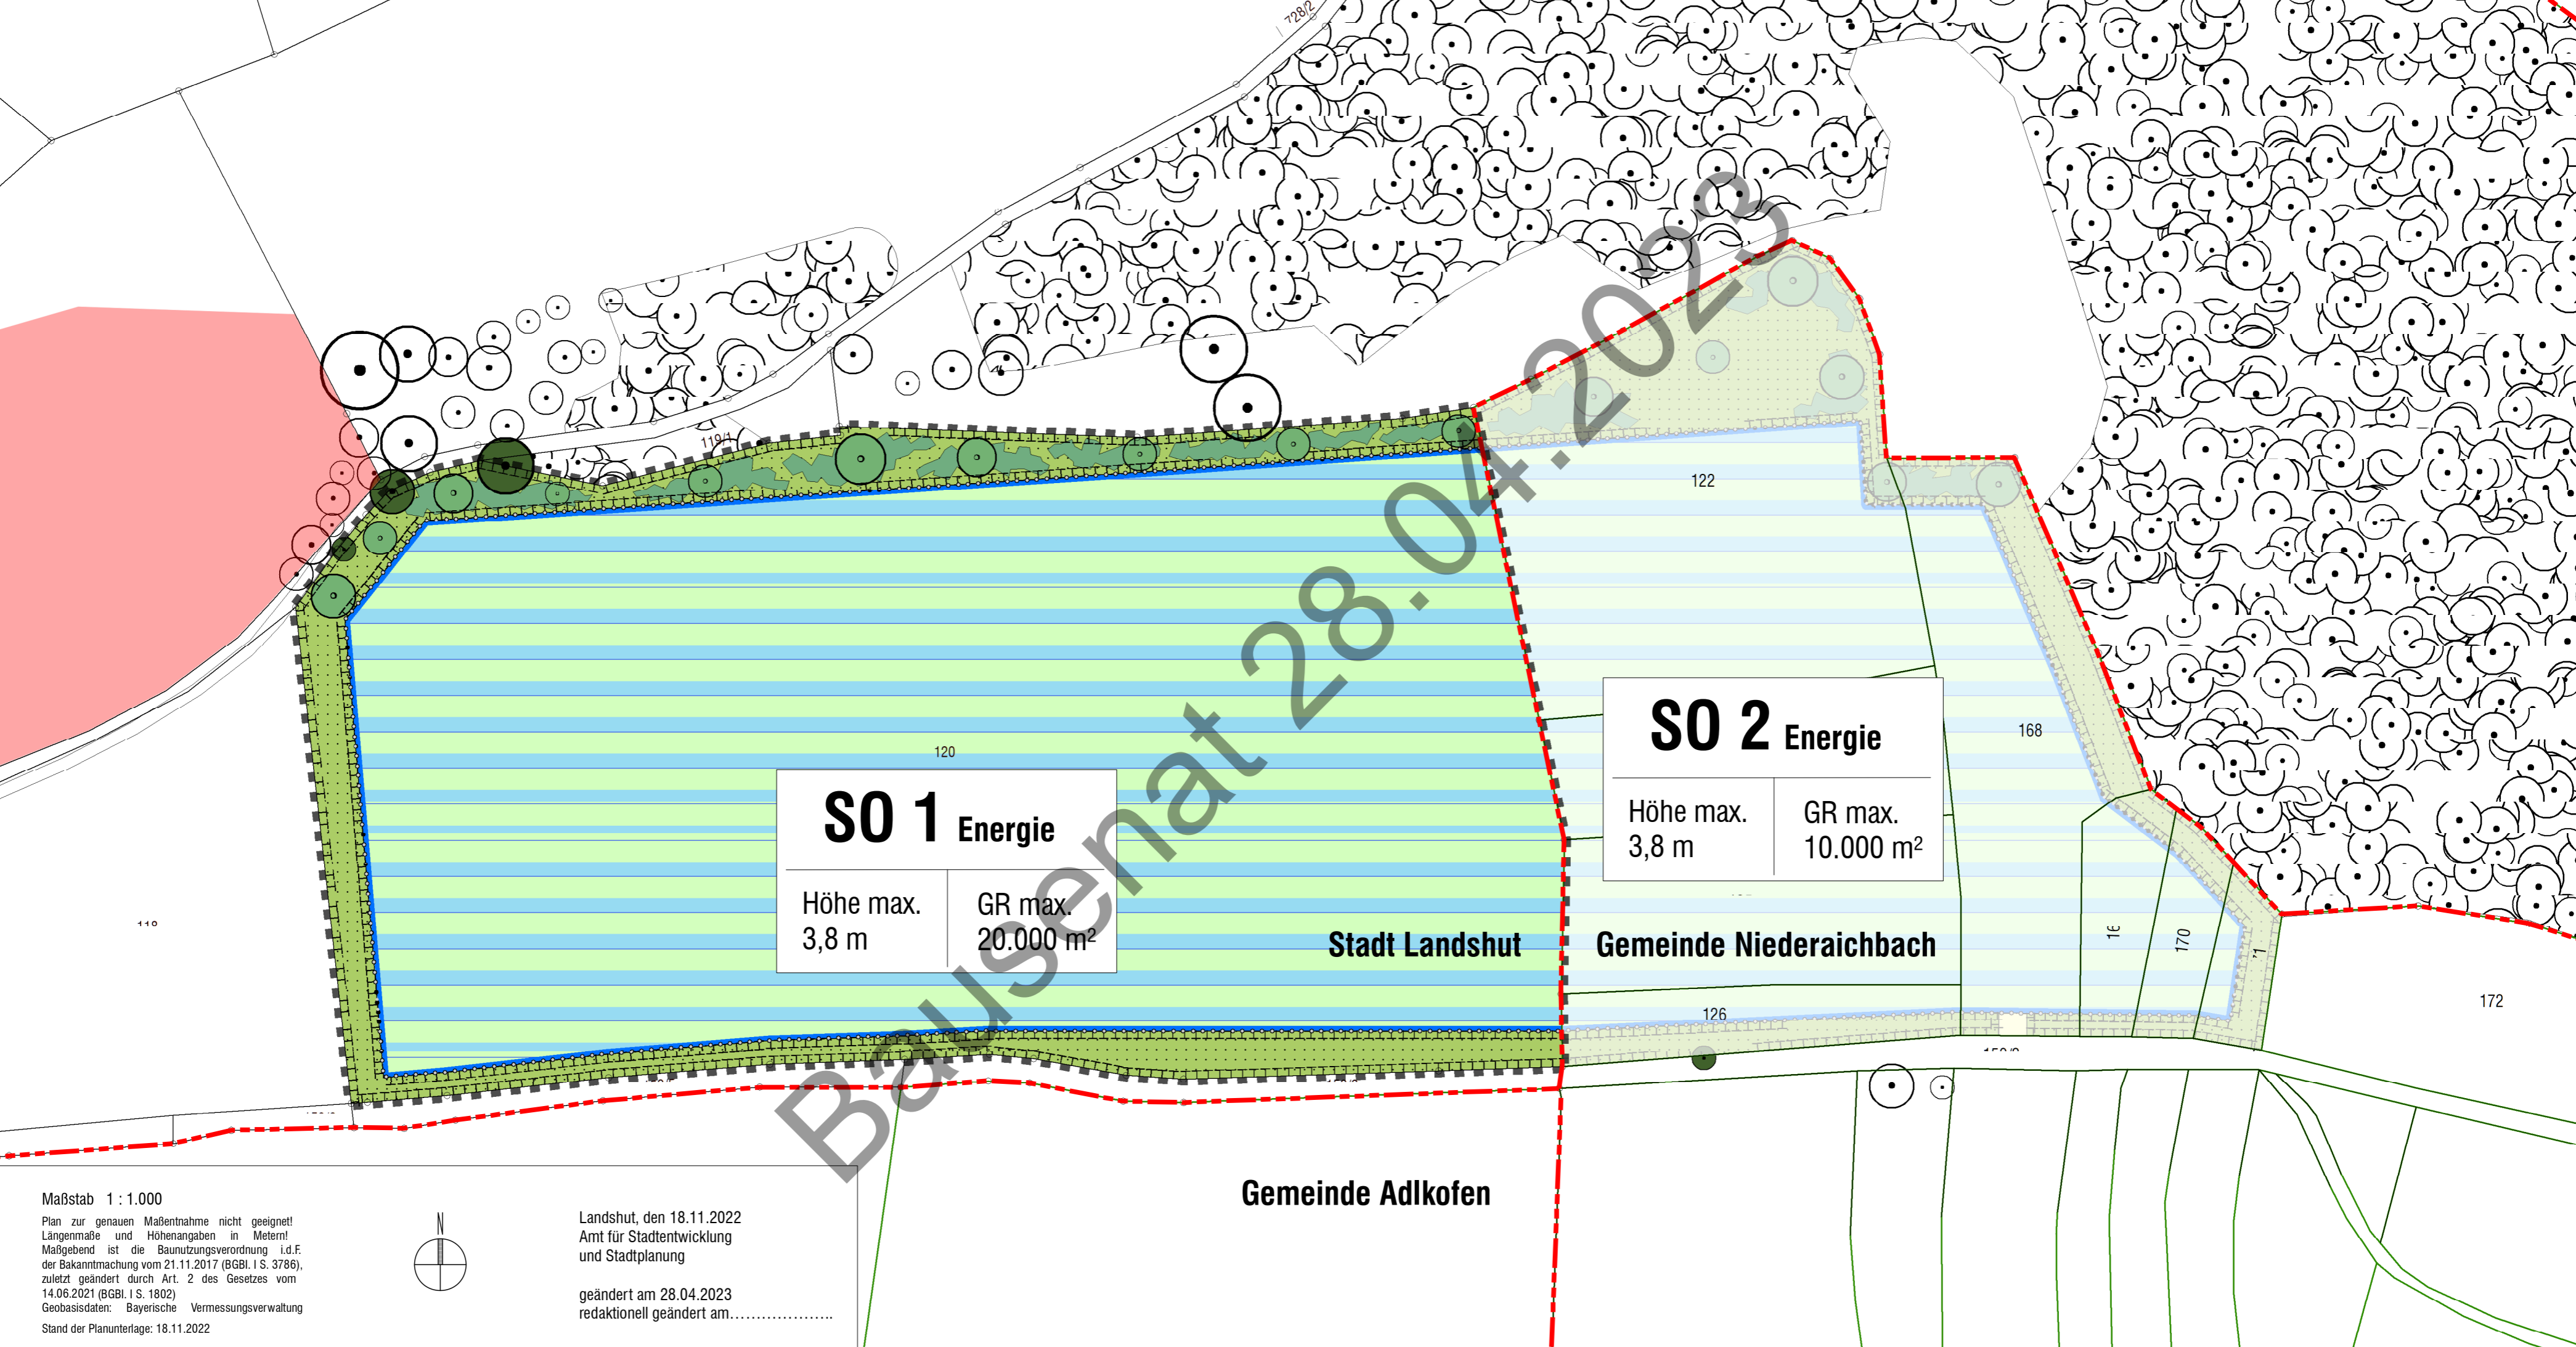 728/2
119/1
122
168
120
SO 2 Energie
Höhe max.
3,8 m
GR max.
10.000 m²
SO 1 Energie
Höhe max.
3,8 m
GR max.
20.000 m²
118
Stadt Landshut
Gemeinde Niederaichbach
16
170
172
126
Gemeinde Adlkofen
Bausenat 28.04.2023
Maßstab 1 : 1.000
Plan zur genauen Maßentnahme nicht geeignet!
Längenmaße und Höhenangaben in Metern!
Maßgebend ist die Baunutzungsverordnung i.d.F.
der Bakanntmachung vom 21.11.2017 (BGBl. I S. 3786),
zuletzt geändert durch Art. 2 des Gesetzes vom
14.06.2021 (BGBl. I S. 1802)
Geobasisdaten: Bayerische Vermessungsverwaltung
Stand der Planunterlage: 18.11.2022
N
Landshut, den 18.11.2022
Amt für Stadtentwicklung
und Stadtplanung
geändert am 28.04.2023
redaktionell geändert am....................